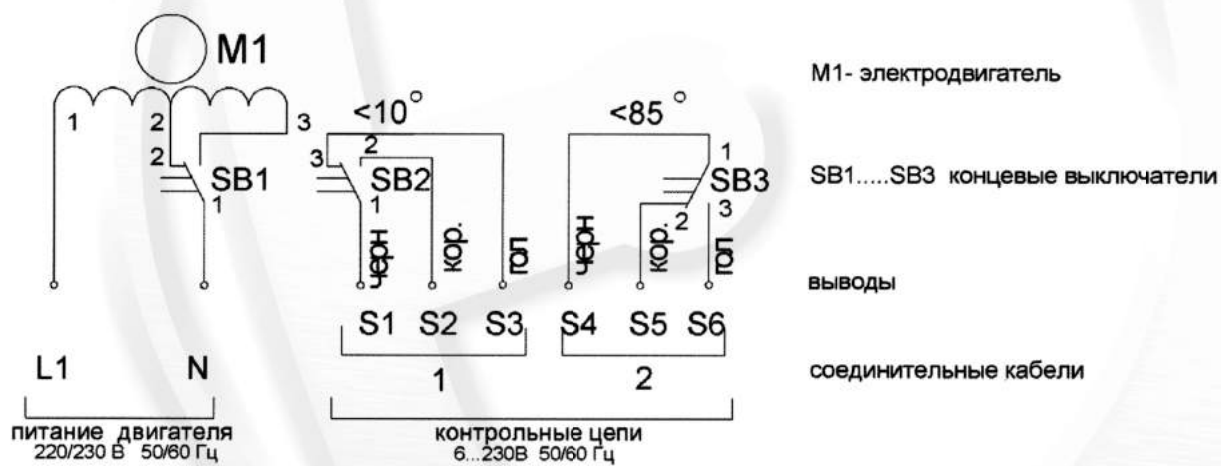 M1
M1- электродвигатель
1 2 3
<10° <85°
2 3 2 1
SB1 SB2 SB3
SB1.....SB3 концевые выключатели
1 1 2 3
черн кор. гол черн кор. гол
выводы
S1 S2 S3 S4 S5 S6
L1 N 1 2
соединительные кабели
питание двигателя
220/230 В 50/60 Гц
контрольные цепи
6...230В 50/60 Гц